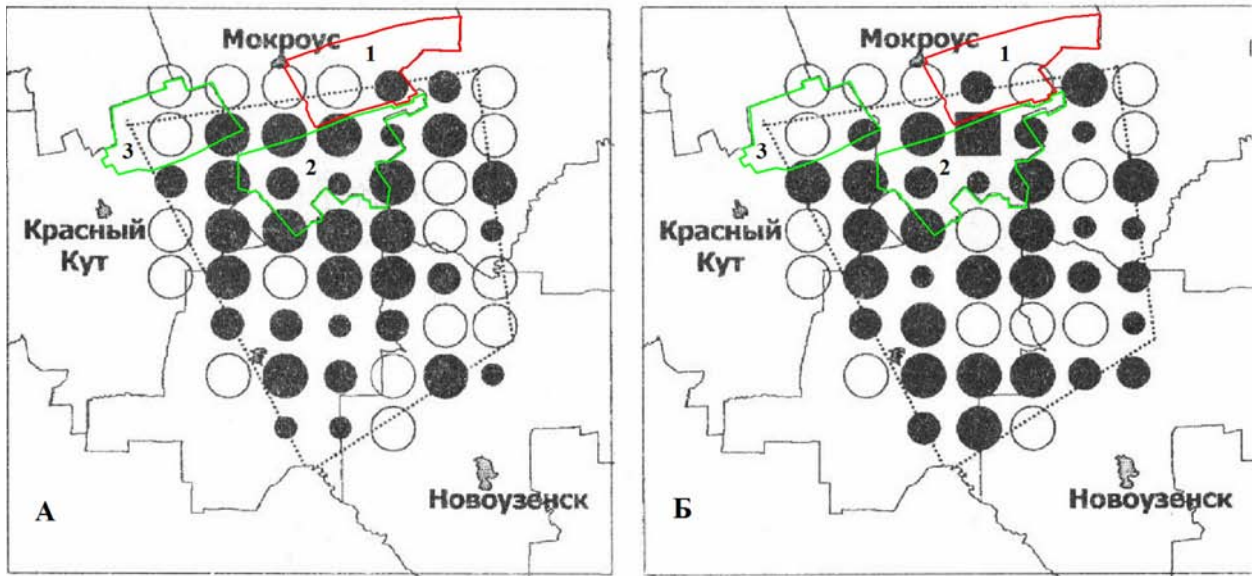 Мокроус
1
3
2
Красный
Кут
Новоузенск
А
Мокроус
1
3
2
Красный
Кут
Новоузенск
Б